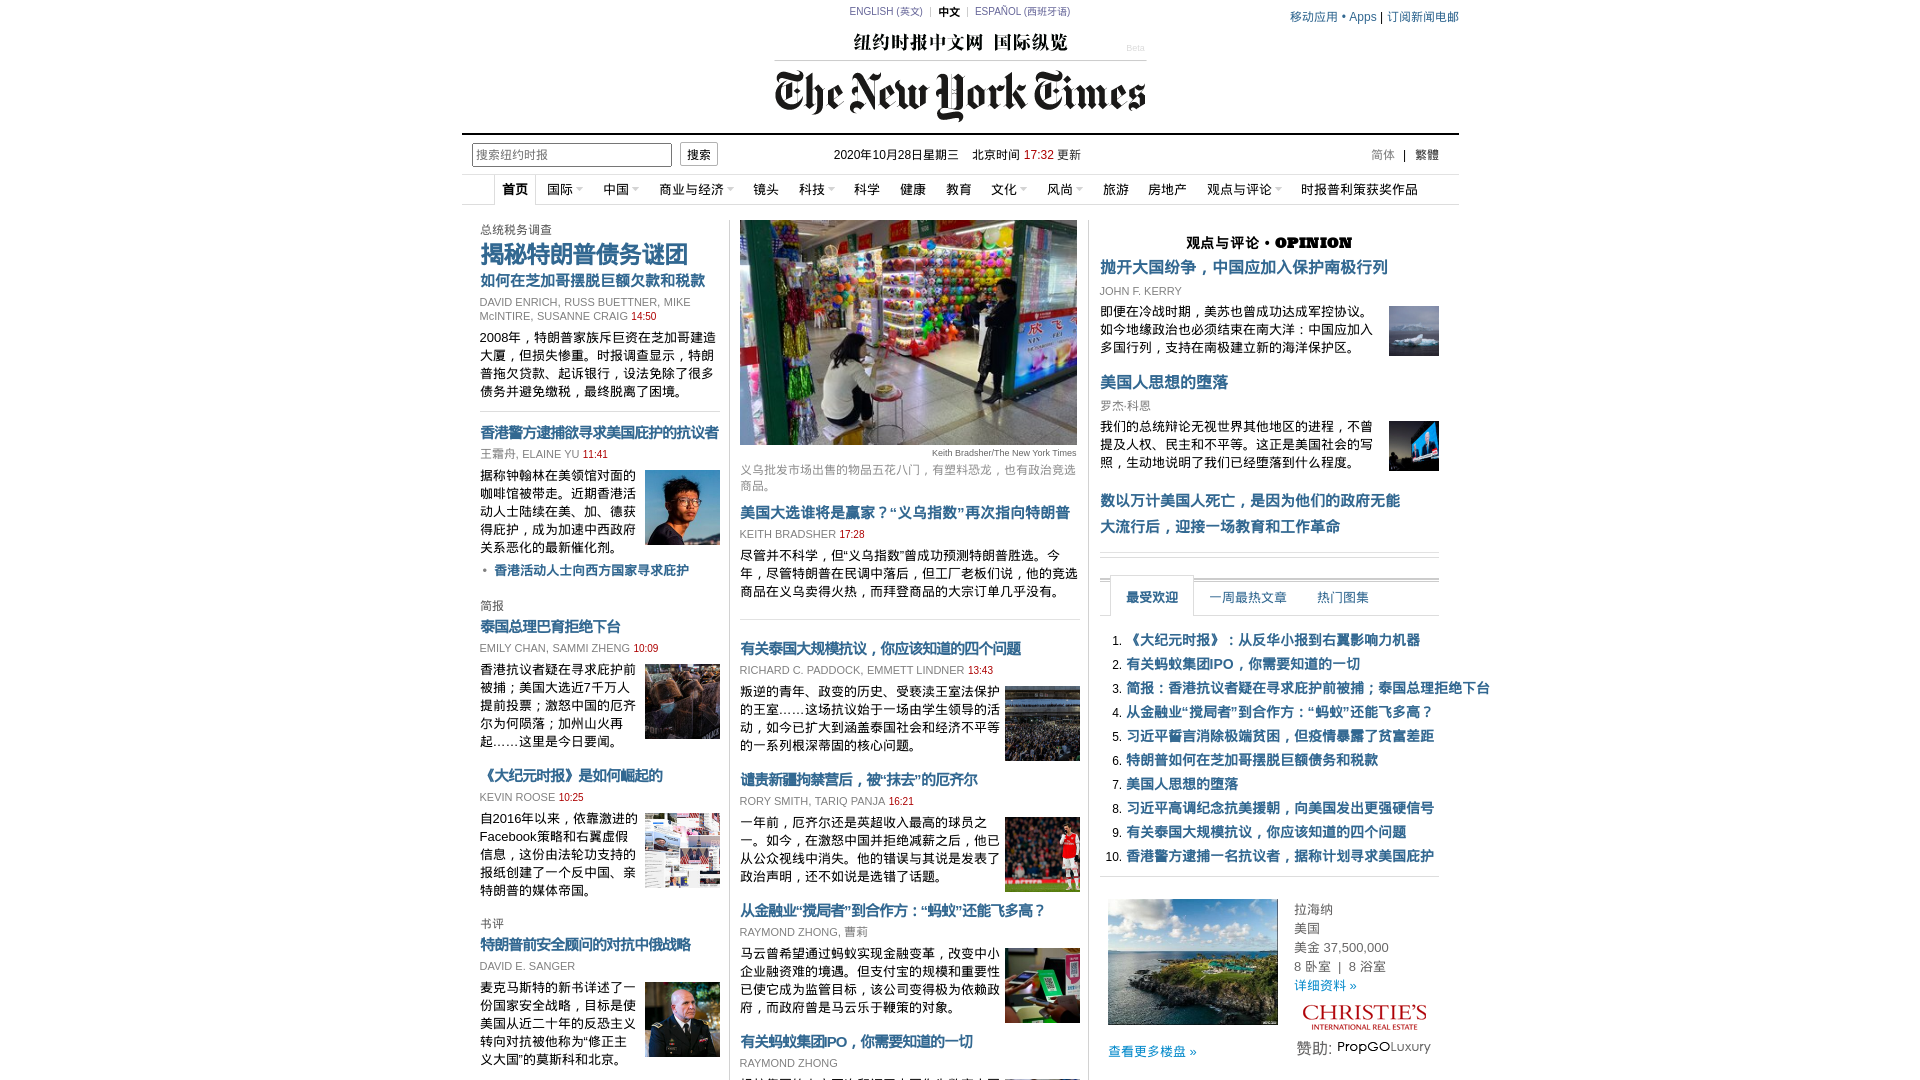 ENGLISH (英文)
中文
ESPAÑOL (西班牙语)
移动应用 • Apps | 订阅新闻电邮
纽约时报中文网 国际纵览
Beta
The New York Times
搜索纽约时报
搜索
2020年10月28日星期三 北京时间 17:32 更新
简体 | 繁體
首页 国际 中国 商业与经济 镜头 科技 科学 健康 教育 文化 风尚 旅游 房地产 观点与评论 时报普利策获奖作品
总统税务调查
揭秘特朗普债务谜团
如何在芝加哥摆脱巨额欠款和税款
DAVID ENRICH, RUSS BUETTNER, MIKE
McINTIRE, SUSANNE CRAIG 14:50
2008年，特朗普家族斥巨资在芝加哥建造
大厦，但损失惨重。时报调查显示，特朗
普拖欠贷款、起诉银行，设法免除了很多
债务并避免缴税，最终脱离了困境。
香港警方逮捕欲寻求美国庇护的抗议者
王霜舟, ELAINE YU 11:41
据称钟翰林在美领馆对面的
咖啡馆被带走。近期香港活
动人士陆续在美、加、德获
得庇护，成为加速中西政府
关系恶化的最新催化剂。
• 香港活动人士向西方国家寻求庇护
简报
泰国总理巴育拒绝下台
EMILY CHAN, SAMMI ZHENG 10:09
香港抗议者疑在寻求庇护前
被捕；美国大选近7千万人
提前投票；激怒中国的厄齐
尔为何陨落；加州山火再
起……这里是今日要闻。
《大纪元时报》是如何崛起的
KEVIN ROOSE 10:25
自2016年以来，依靠激进的
Facebook策略和右翼虚假
信息，这份由法轮功支持的
报纸创建了一个反中国、亲
特朗普的媒体帝国。
书评
特朗普前安全顾问的对抗中俄战略
DAVID E. SANGER
麦克马斯特的新书详述了一
份国家安全战略，目标是使
美国从近二十年的反恐主义
转向对抗被他称为“修正主
义大国”的莫斯科和北京。
Keith Bradsher/The New York Times
义乌批发市场出售的物品五花八门，有塑料恐龙，也有政治竞选
商品。
美国大选谁将是赢家？“义乌指数”再次指向特朗普
KEITH BRADSHER 17:28
尽管并不科学，但“义乌指数”曾成功预测特朗普胜选。今
年，尽管特朗普在民调中落后，但工厂老板们说，他的竞选
商品在义乌卖得火热，而拜登商品的大宗订单几乎没有。
有关泰国大规模抗议，你应该知道的四个问题
RICHARD C. PADDOCK, EMMETT LINDNER 13:43
叛逆的青年、政变的历史、受亵渎王室法保护
的王室……这场抗议始于一场由学生领导的活
动，如今已扩大到涵盖泰国社会和经济不平等
的一系列根深蒂固的核心问题。
谴责新疆拘禁营后，被“抹去”的厄齐尔
RORY SMITH, TARIQ PANJA 16:21
一年前，厄齐尔还是英超收入最高的球员之
一。如今，在激怒中国并拒绝减薪之后，他已
从公众视线中消失。他的错误与其说是发表了
政治声明，还不如说是选错了话题。
从金融业“搅局者”到合作方：“蚂蚁”还能飞多高？
RAYMOND ZHONG, 曹莉
马云曾希望通过蚂蚁实现金融变革，改变中小
企业融资难的境遇。但支付宝的规模和重要性
已使它成为监管目标，该公司变得极为依赖政
府，而政府曾是马云乐于鞭策的对象。
有关蚂蚁集团IPO，你需要知道的一切
RAYMOND ZHONG
观点与评论 • OPINION
抛开大国纷争，中国应加入保护南极行列
JOHN F. KERRY
即便在冷战时期，美苏也曾成功达成军控协议。
如今地缘政治也必须结束在南大洋：中国应加入
多国行列，支持在南极建立新的海洋保护区。
美国人思想的堕落
罗杰·科恩
我们的总统辩论无视世界其他地区的进程，不曾
提及人权、民主和不平等。这正是美国社会的写
照，生动地说明了我们已经堕落到什么程度。
数以万计美国人死亡，是因为他们的政府无能
大流行后，迎接一场教育和工作革命
最受欢迎 一周最热文章 热门图集
1. 《大纪元时报》：从反华小报到右翼影响力机器
2. 有关蚂蚁集团IPO，你需要知道的一切
3. 简报：香港抗议者疑在寻求庇护前被捕；泰国总理拒绝下台
4. 从金融业“搅局者”到合作方：“蚂蚁”还能飞多高？
5. 习近平誓言消除极端贫困，但疫情暴露了贫富差距
6. 特朗普如何在芝加哥摆脱巨额债务和税款
7. 美国人思想的堕落
8. 习近平高调纪念抗美援朝，向美国发出更强硬信号
9. 有关泰国大规模抗议，你应该知道的四个问题
10. 香港警方逮捕一名抗议者，据称计划寻求美国庇护
拉海纳
美国
美金 37,500,000
8 卧室 | 8 浴室
详细资料 »
CHRISTIE'S
INTERNATIONAL REAL ESTATE
查看更多楼盘 »
赞助: PropGOLuxury